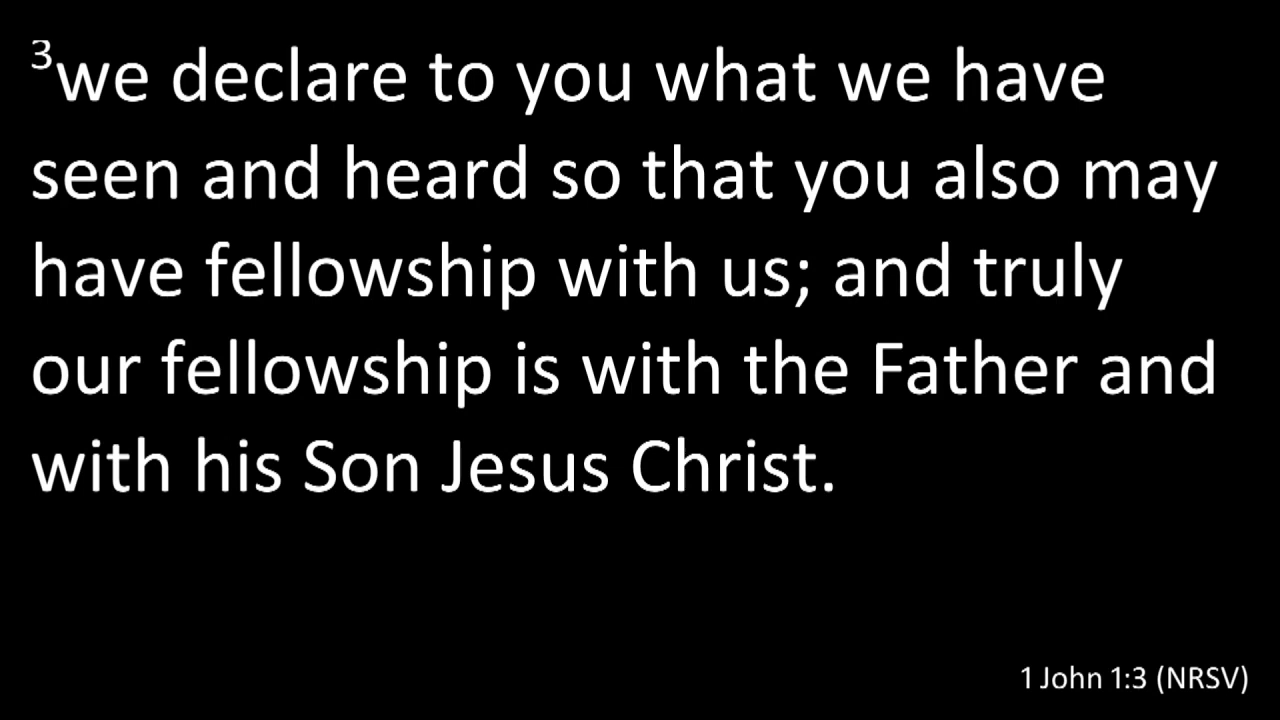 ³we declare to you what we have
seen and heard so that you also may
have fellowship with us; and truly
our fellowship is with the Father and
with his Son Jesus Christ.
1 John 1:3 (NRSV)